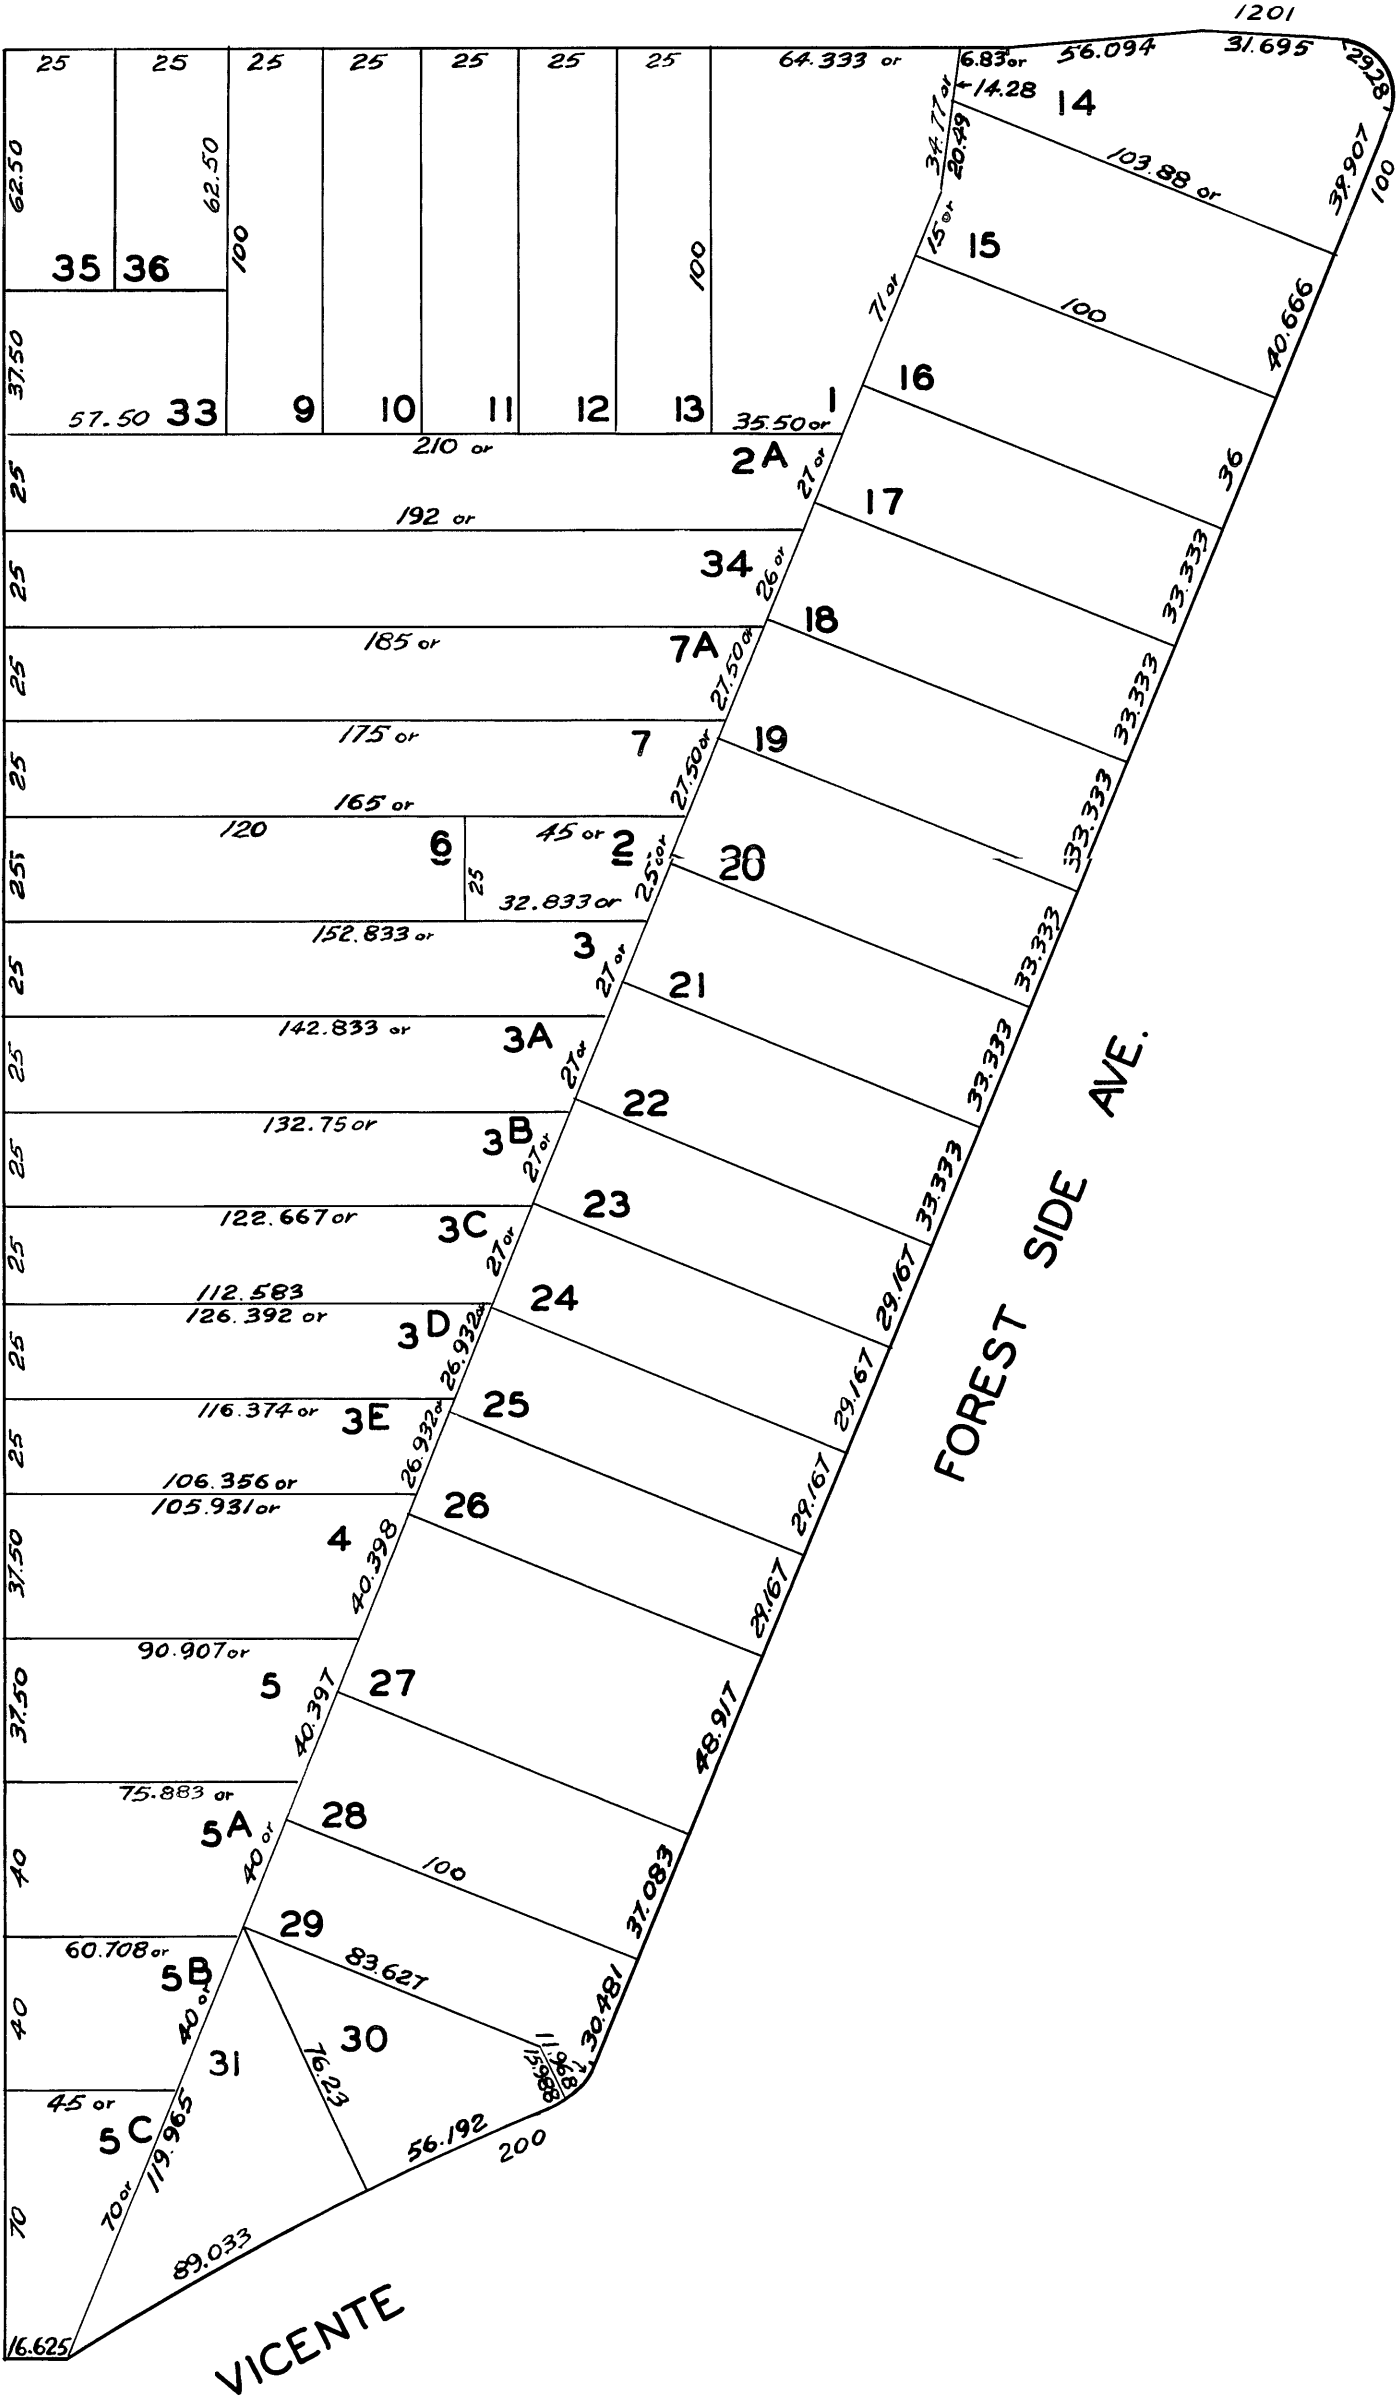 1201
25 25 25 25 25 25 25 64.333 or 6.83 or 56.094 31.695 29.28
14.28 14
62.50 62.50 34.77 or 20.49 103.88 or 39.907 100
35 36 100 100 15 or 15
71 or 100 40.666
37.50 16
57.50 33 9 10 11 12 13 35.50 or 1
210 or
25 2A 27 or 36
192 or 17
25 34 26 or 33.333
185 or 18
25 7A 27.50 or 33.333
175 or 19
25 7 27.50 or 33.333
165 or
120 6 45 or 2 20
25 25 32.833 or 25 or 20
33.333
152.833 or 3
25 27 or 21
142.833 or 33.333
25 3A 27 or
132.75 or 22
25 3B 27 or 33.333
122.667 or 23
25 3C 27 or 29.167
112.583 24
126.392 or
25 3D 26.932 or 29.167
116.374 or 25
25 3E 26.932 or 29.167
106.356 or
105.931 or 26
37.50 4 40.398 29.167
90.907 or
37.50 5 27
40.397 48.917
75.883 or
5A 28
40 40 or 100 37.083
29
60.708 or 83.627
5B
40 40 or 30.481
31 76.23 30 11.968
15.988
45 or
5C 119.965 56.192 200
70 70 or
89.033
16.625
FOREST SIDE AVE.
VICENTE